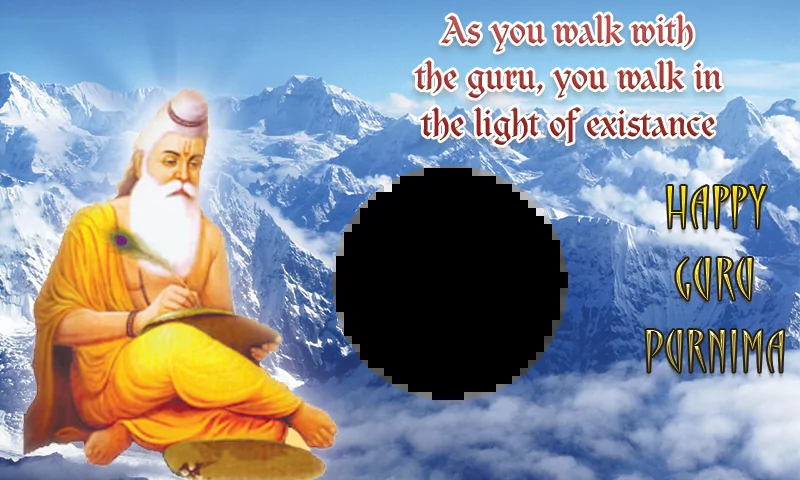 As you walk with
the guru, you walk in
the light of existance
HAPPY
GURU
PURNIMA